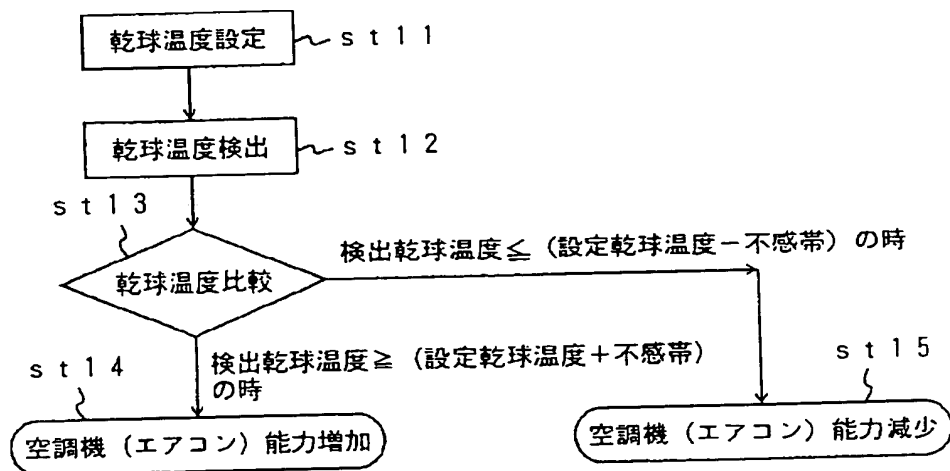 乾球温度設定
st11
乾球温度検出
st12
st13
乾球温度比較
検出乾球温度≦（設定乾球温度－不感帯）の時
検出乾球温度≧（設定乾球温度＋不感帯）
の時
st14
st15
空調機（エアコン）能力増加
空調機（エアコン）能力減少